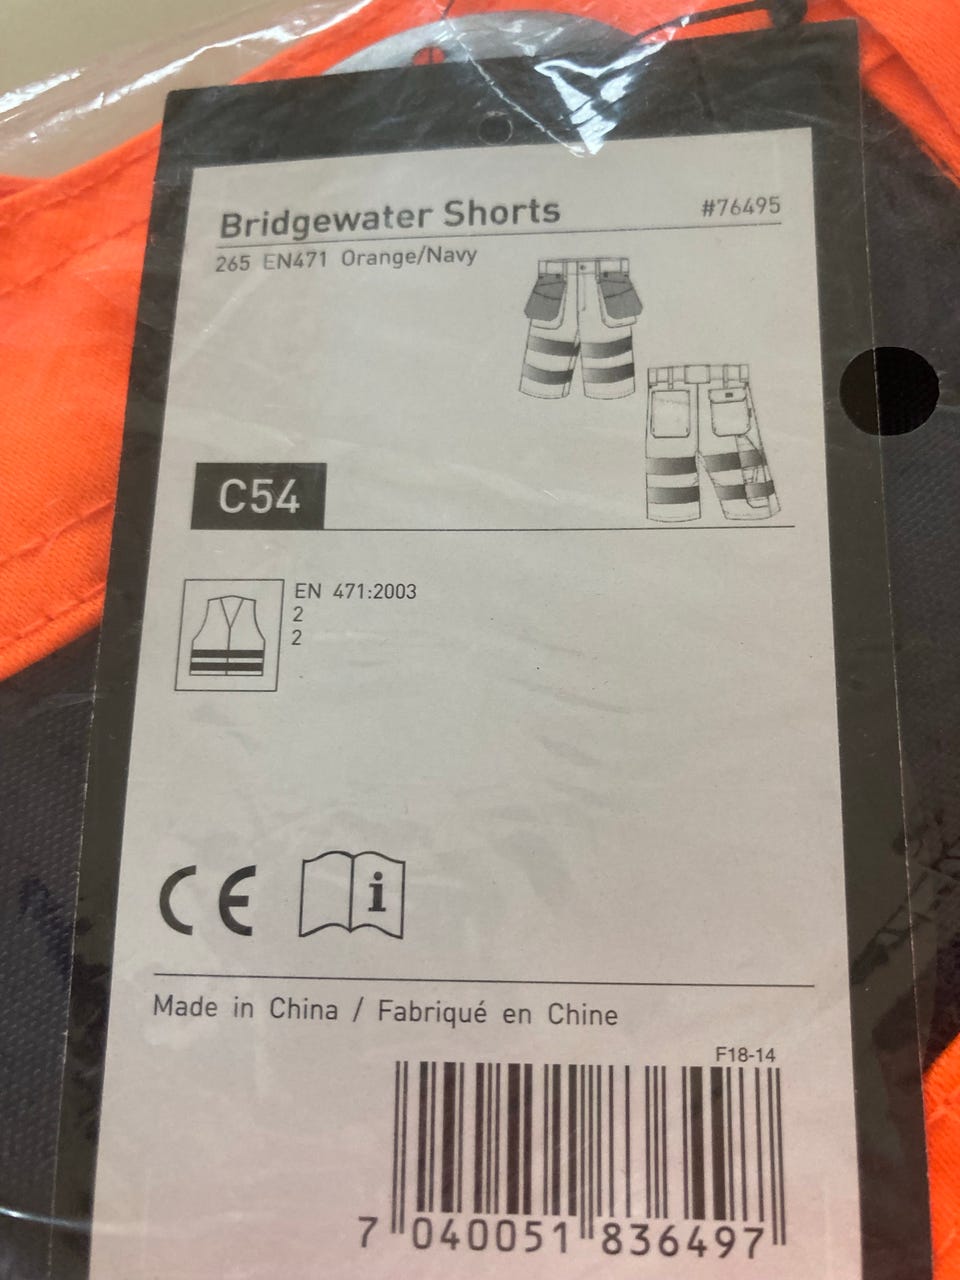 Bridgewater Shorts #76495
265 EN471 Orange/Navy
C54
EN 471:2003
2
2
CE
i
Made in China / Fabriqué en Chine
F18-14
7 040051 836497